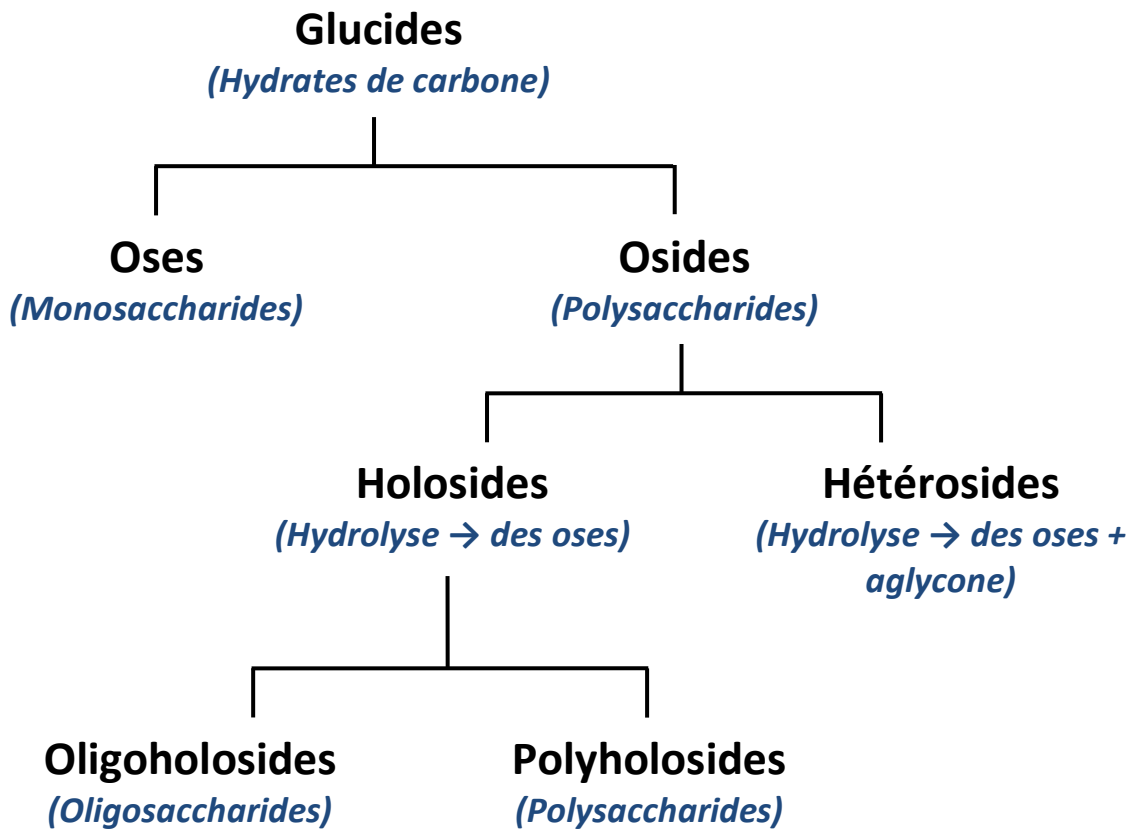 Glucides
(Hydrates de carbone)
Oses
Osides
(Monosaccharides)
(Polysaccharides)
Holosides
Hétérosides
(Hydrolyse → des oses)
(Hydrolyse → des oses +
aglycone)
Oligoholosides
Polyholosides
(Oligosaccharides)
(Polysaccharides)